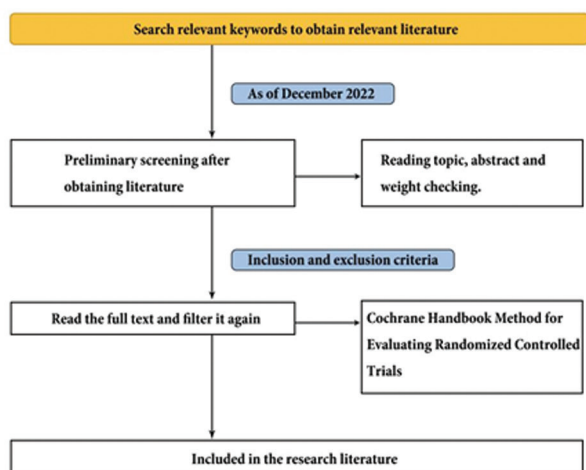 Search relevant keywords to obtain relevant literature
As of December 2022
Preliminary screening after
obtaining literature
Reading topic, abstract and
weight checking.
Inclusion and exclusion criteria
Read the full text and filter it again
Cochrane Handbook Method for
Evaluating Randomized Controlled
Trials
Included in the research literature